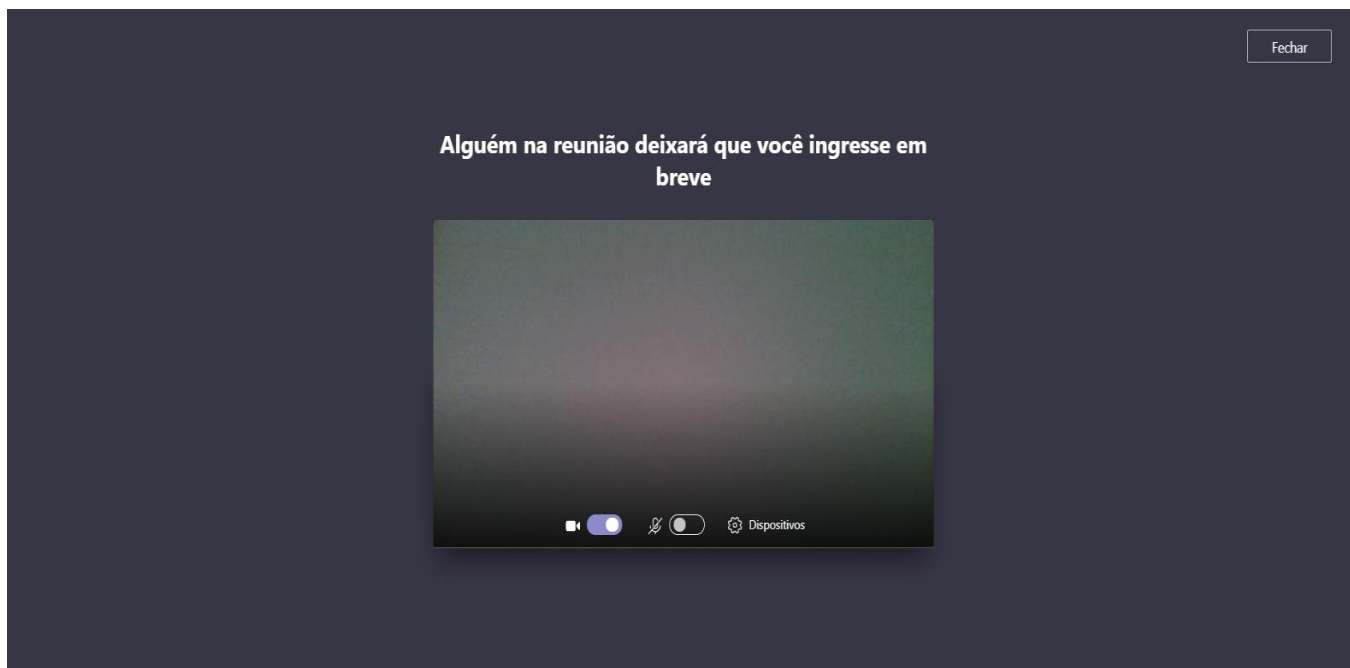 Fechar
Alguém na reunião deixará que você ingresse em
breve
Dispositivos